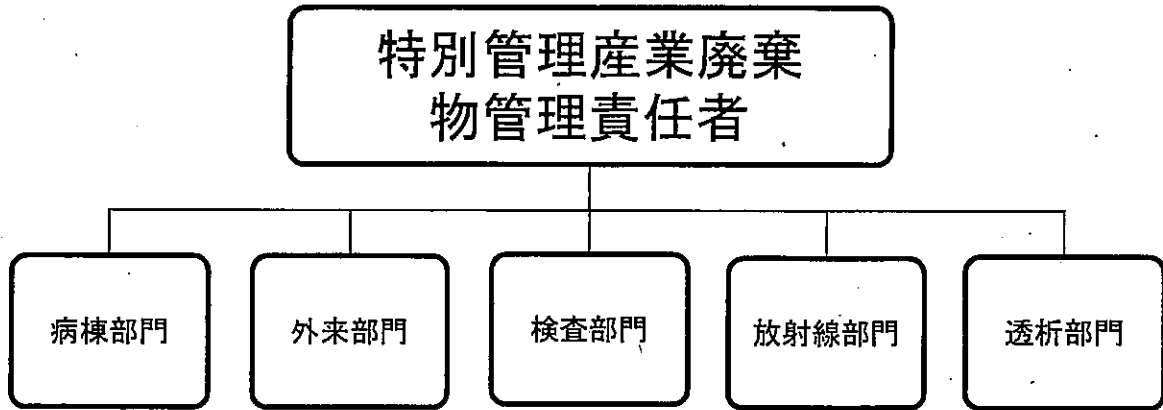 特別管理産業廃棄
物管理責任者
病棟部門
外来部門
検査部門
放射線部門
透析部門